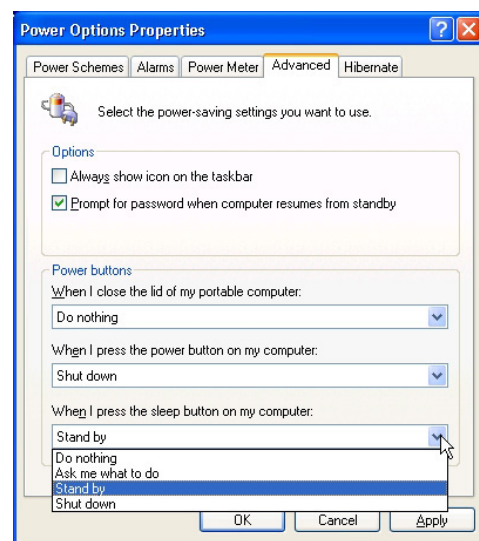 Power Options Properties
Power Schemes Alarms Power Meter Advanced Hibernate
Select the power-saving settings you want to use.
Options
Always show icon on the taskbar
Prompt for password when computer resumes from standby
Power buttons
When I close the lid of my portable computer:
Do nothing
When I press the power button on my computer:
Shut down
When I press the sleep button on my computer:
Stand by
Do nothing
Ask me what to do
Stand by
Shut down
OK Cancel Apply